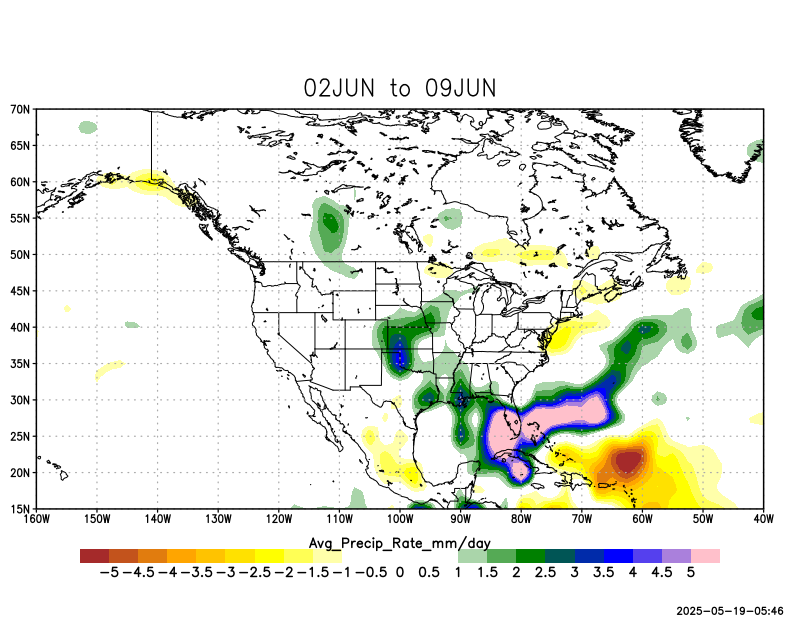 02JUN to 09JUN
70N
65N
60N
55N
50N
45N
40N
35N
30N
25N
20N
15N
160W 150W 140W 130W 120W 110W 100W 90W 80W 70W 60W 50W 40W
Avg_Precip_Rate_mm/day
-5 -4.5 -4 -3.5 -3 -2.5 -2 -1.5 -1 -0.5 0 0.5 1 1.5 2 2.5 3 3.5 4 4.5 5
2025-05-19-05:46